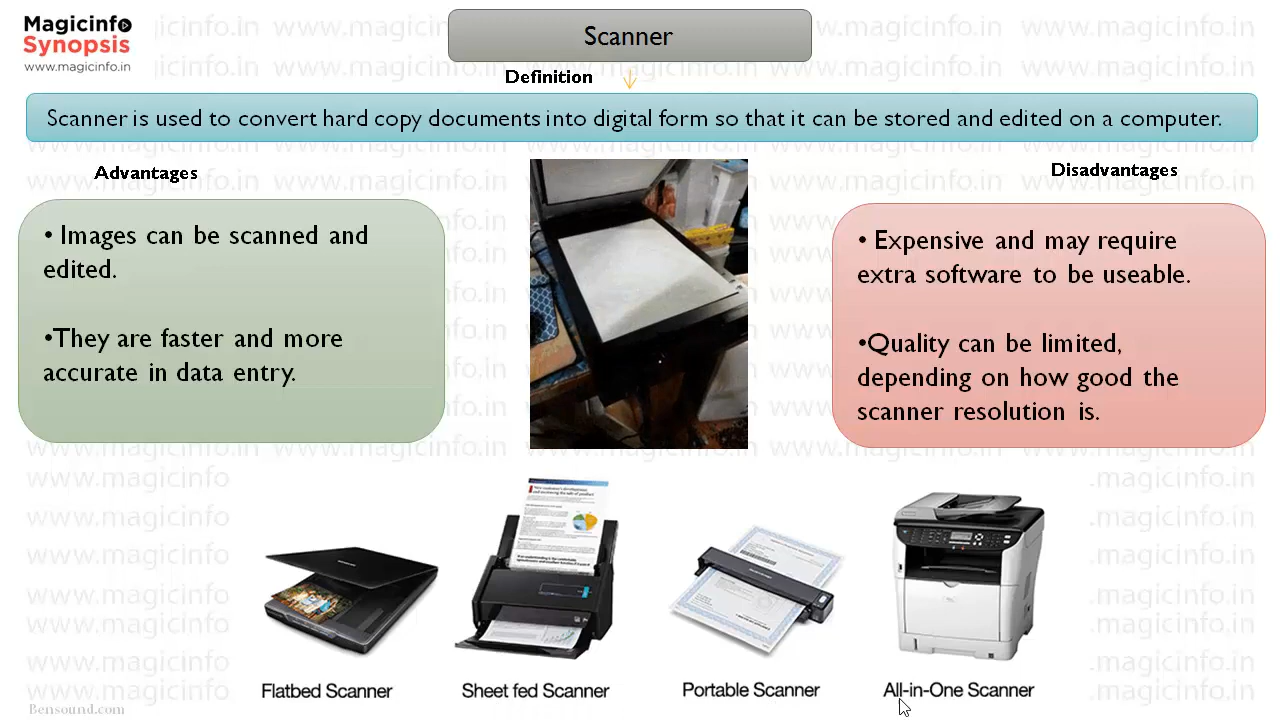 Magicinfo
Synopsis
www.magicinfo.in
Scanner
Definition
Scanner is used to convert hard copy documents into digital form so that it can be stored and edited on a computer.
Advantages
• Images can be scanned and
edited.
•They are faster and more
accurate in data entry.
Disadvantages
• Expensive and may require
extra software to be useable.
•Quality can be limited,
depending on how good the
scanner resolution is.
Flatbed Scanner
Sheet fed Scanner
Portable Scanner
All-in-One Scanner
Bensound.com